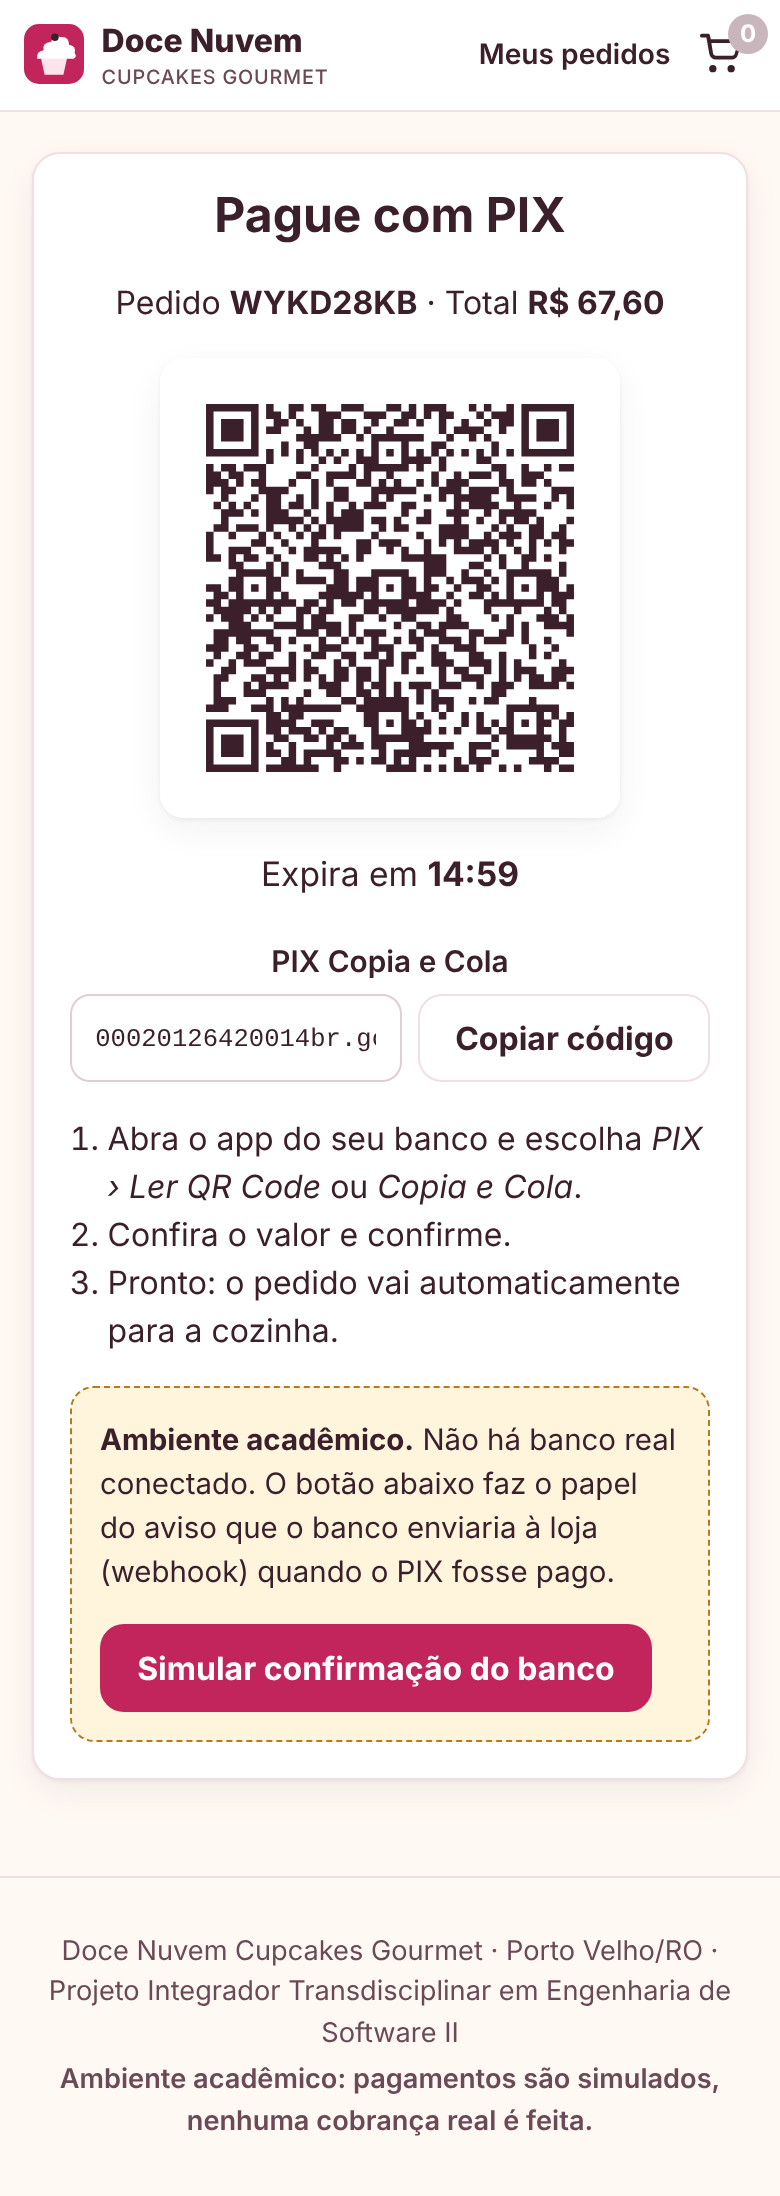 Doce Nuvem
CUPCAKES GOURMET
Meus pedidos
0
Pague com PIX
Pedido WYKD28KB · Total R$ 67,60
Expira em 14:59
PIX Copia e Cola
00020126420014br.g
Copiar código
1. Abra o app do seu banco e escolha PIX
› Ler QR Code ou Copia e Cola.
2. Confira o valor e confirme.
3. Pronto: o pedido vai automaticamente
para a cozinha.
Ambiente acadêmico. Não há banco real
conectado. O botão abaixo faz o papel
do aviso que o banco enviaria à loja
(webhook) quando o PIX fosse pago.
Simular confirmação do banco
Doce Nuvem Cupcakes Gourmet · Porto Velho/RO ·
Projeto Integrador Transdisciplinar em Engenharia de
Software II
Ambiente acadêmico: pagamentos são simulados,
nenhuma cobrança real é feita.